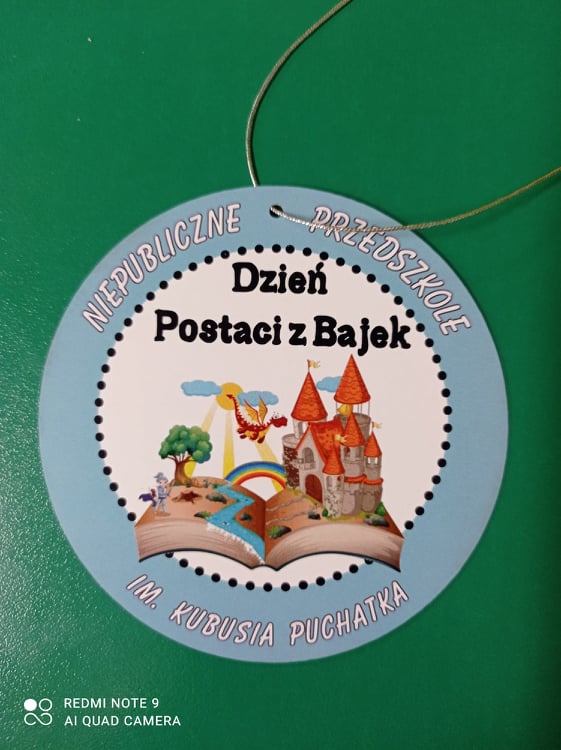 NIEPUBLICZNE PRZEDSZKOLE
Dzień
Postaci z Bajek
IM. KUBUSIA PUCHATKA
REDMI NOTE 9
AI QUAD CAMERA